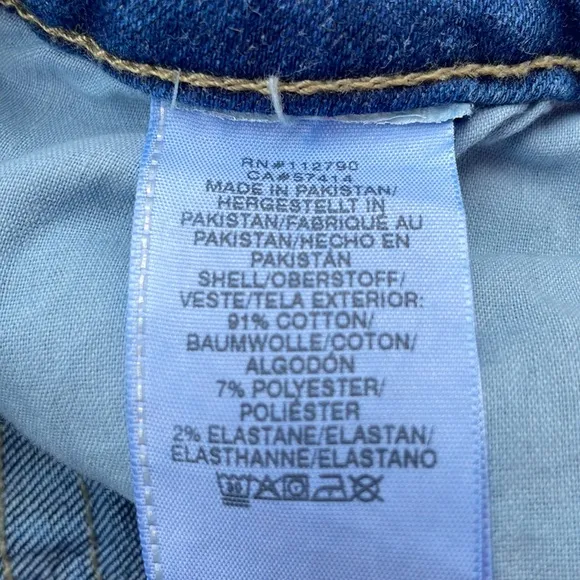 RN#112790
CA#57414
MADE IN PAKISTAN/
HERGESTELLT IN
PAKISTAN/FABRIQUÉ AU
PAKISTAN/HECHO EN
PAKISTÁN
SHELL/OBERSTOFF/
VESTE/TELA EXTERIOR:
91% COTTON/
BAUMWOLLE/COTON/
ALGODÓN
7% POLYESTER/
POLIÉSTER
2% ELASTANE/ELASTAN/
ÉLASTHANNE/ELASTANO